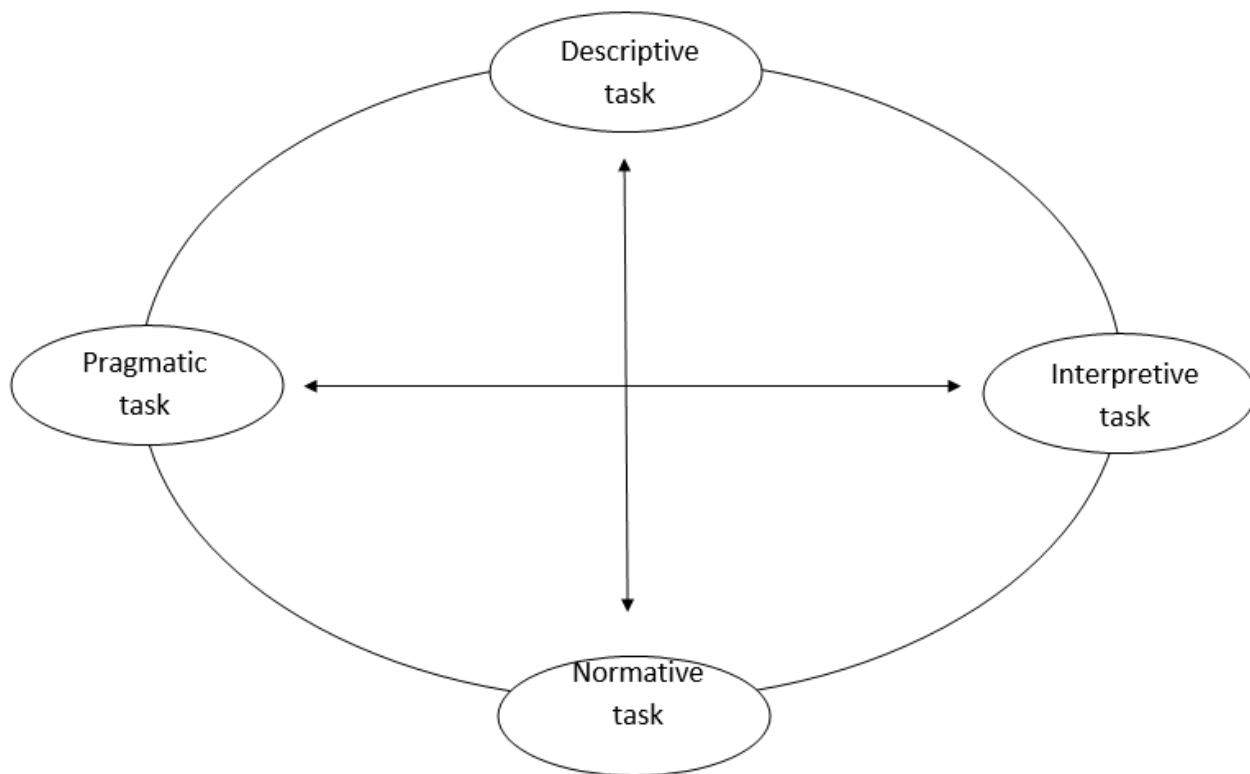 Descriptive
task
Pragmatic
task
Interpretive
task
Normative
task